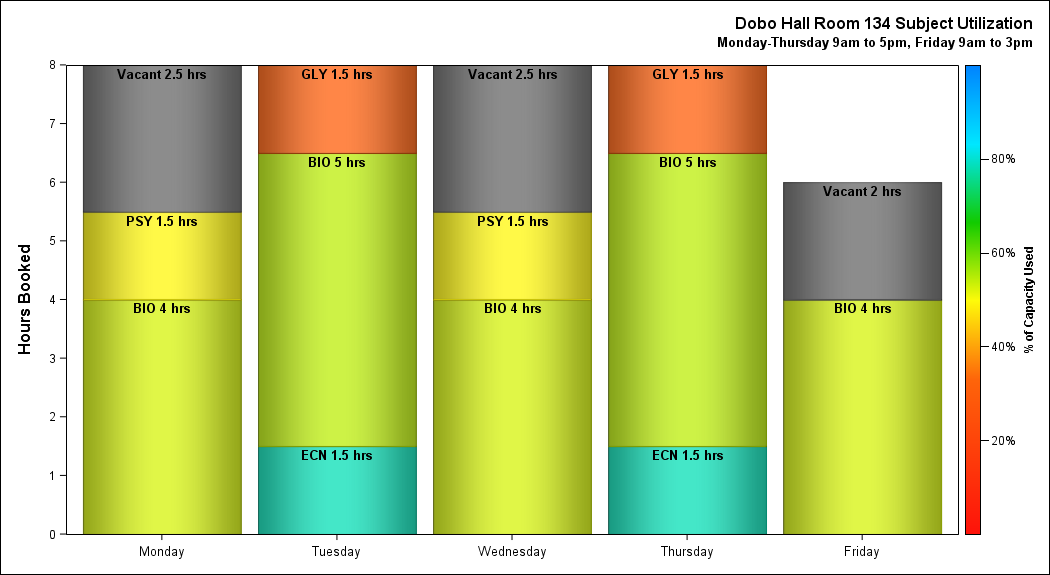 Dobo Hall Room 134 Subject Utilization
Monday-Thursday 9am to 5pm, Friday 9am to 3pm
Hours Booked
8
7
6
5
4
3
2
1
0
Vacant 2.5 hrs
PSY 1.5 hrs
BIO 4 hrs
GLY 1.5 hrs
BIO 5 hrs
ECN 1.5 hrs
Vacant 2.5 hrs
PSY 1.5 hrs
BIO 4 hrs
GLY 1.5 hrs
BIO 5 hrs
ECN 1.5 hrs
Vacant 2 hrs
BIO 4 hrs
Monday
Tuesday
Wednesday
Thursday
Friday
80%
60%
40%
20%
% of Capacity Used